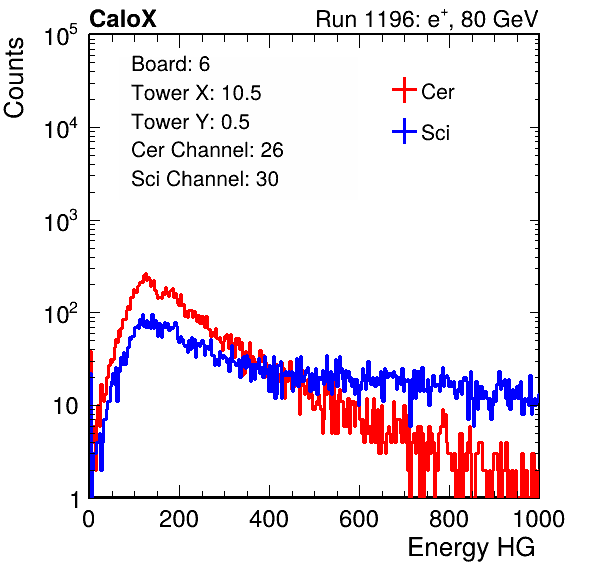 CaloX Run 1196: e⁺, 80 GeV
Counts
10⁵
10⁴
10³
10²
10
1
Board: 6
Tower X: 10.5
Tower Y: 0.5
Cer Channel: 26
Sci Channel: 30
Cer
Sci
0 200 400 600 800 1000
Energy HG